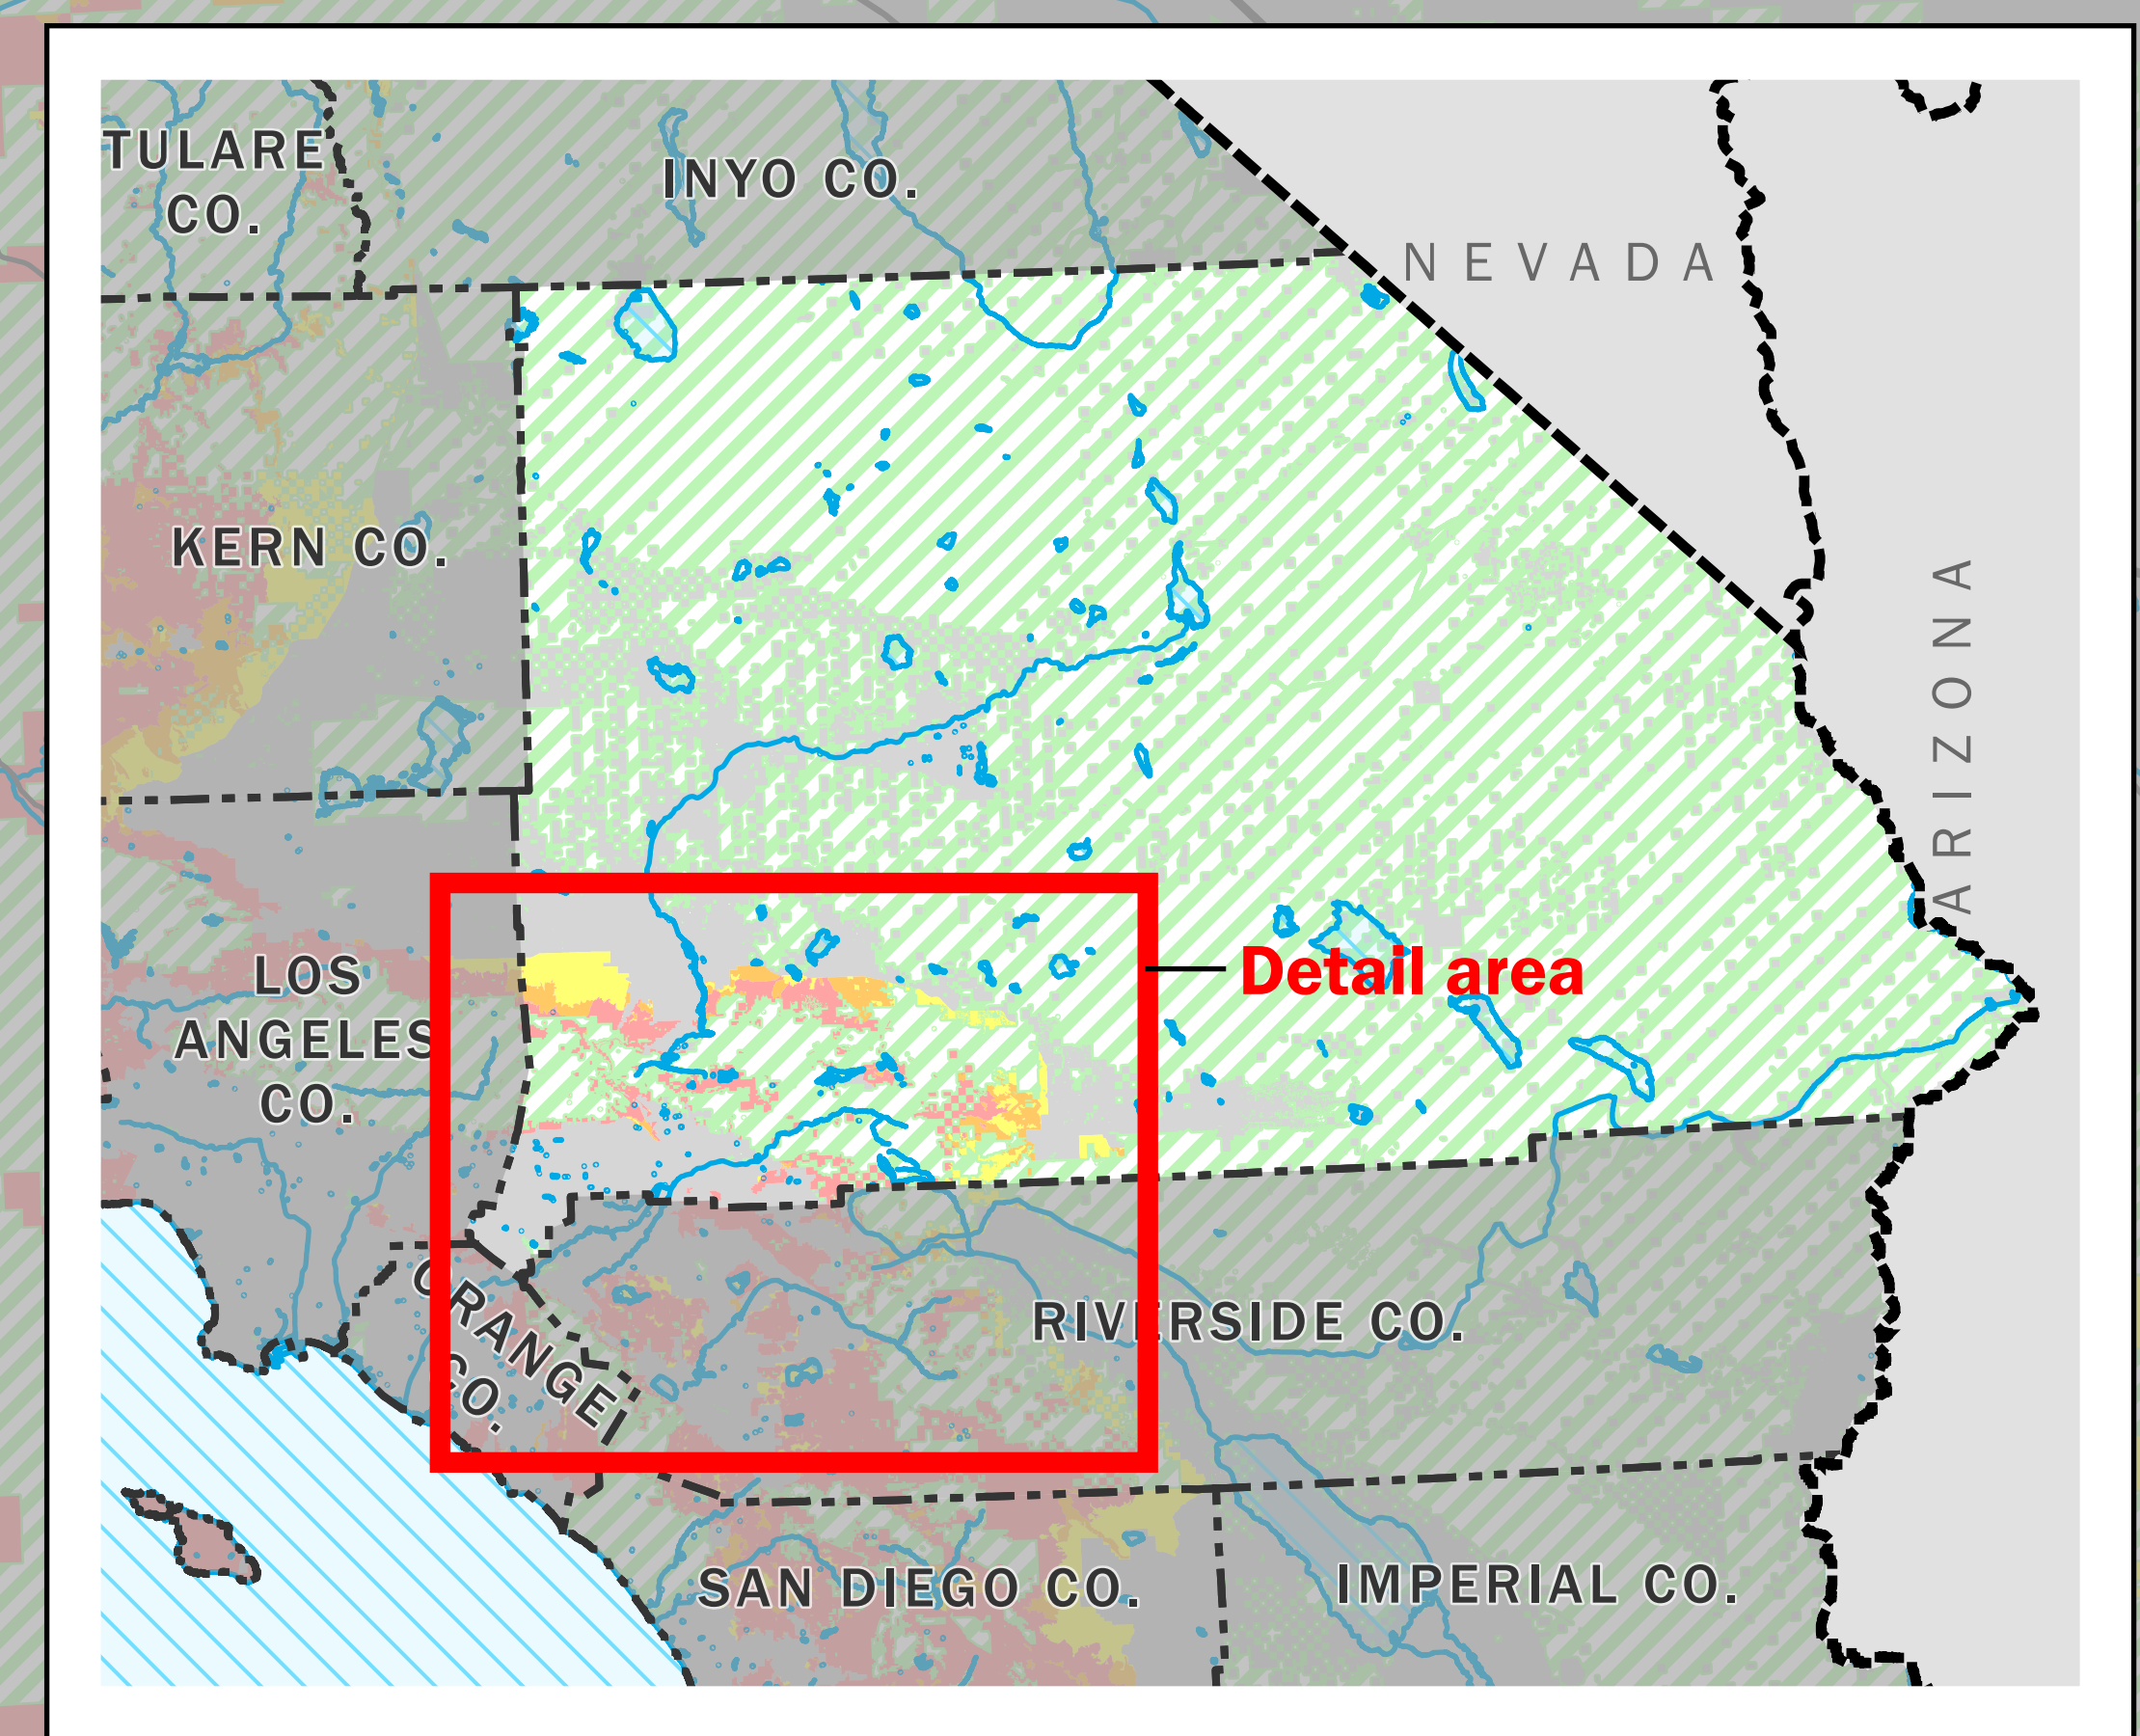 TULARE
CO.
INYO CO.
NEVADA
KERN CO.
ARIZONA
LOS
ANGELES
CO.
Detail area
ORANGE
CO.
RIVERSIDE CO.
SAN DIEGO CO.
IMPERIAL CO.